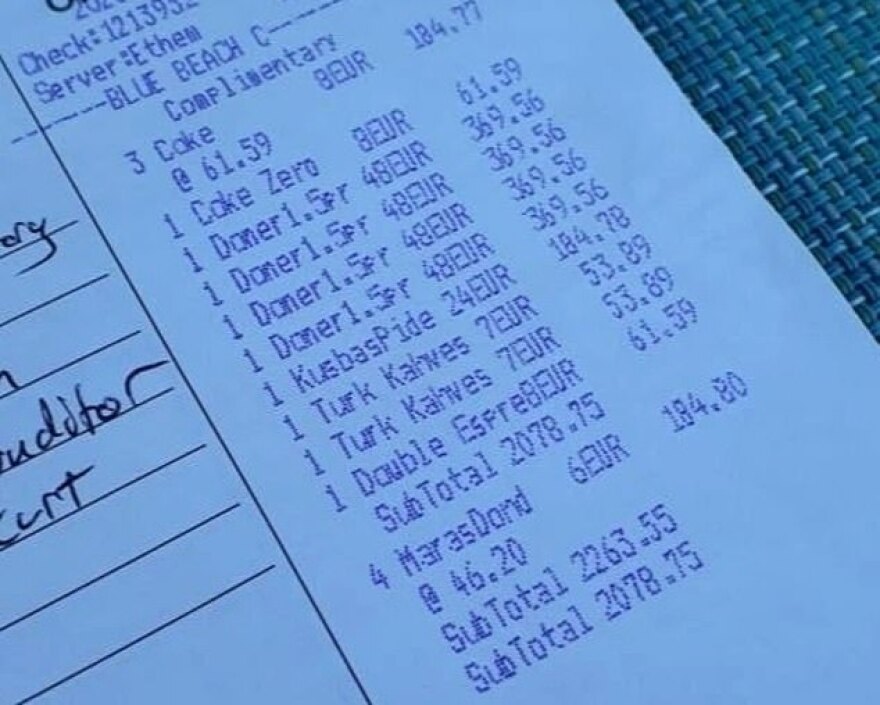 Check:1213932
Server:Ethem
------BLUE BEACH C------
Complimentary
3 Coke 8EUR 184.77
@ 61.59
1 Coke Zero 8EUR 61.59
1 Doner1.5Pr 48EUR 369.56
1 Doner1.5Pr 48EUR 369.56
1 Doner1.5Pr 48EUR 369.56
1 Doner1.5Pr 48EUR 369.56
1 KusbasPide 24EUR 184.78
1 Turk Kahves 7EUR 53.89
1 Turk Kahves 7EUR 53.89
1 Double Espre8EUR 61.59
SubTotal 2078.75
4 MarasDond 6EUR 184.80
@ 46.20
SubTotal 2263.55
SubTotal 2078.75